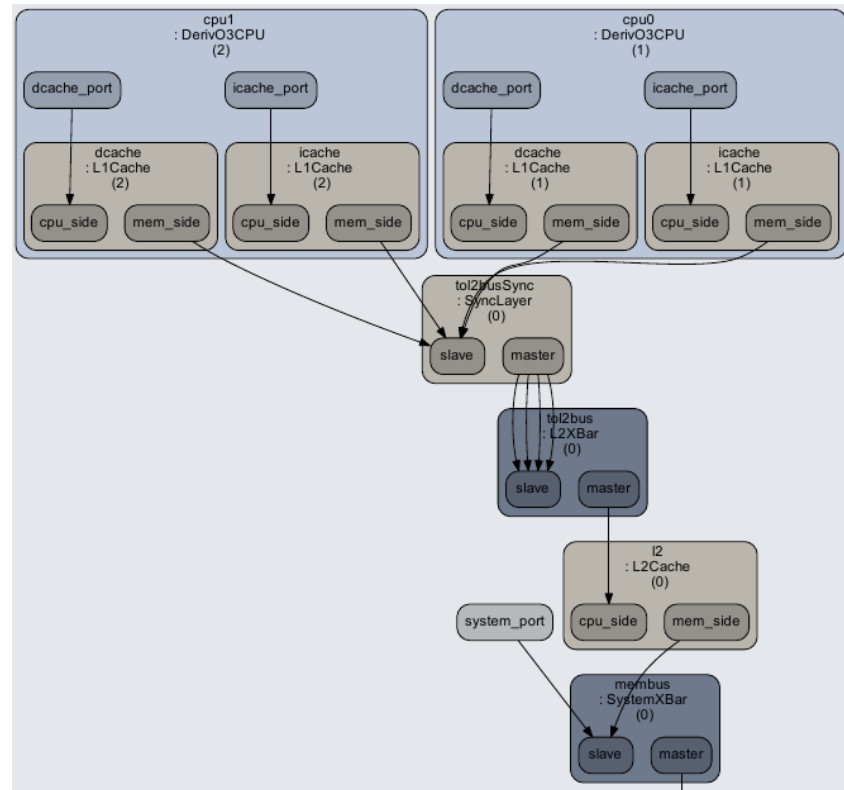 cpu1
: DerivO3CPU
(2)
dcache_port
icache_port
dcache
: L1Cache
(2)
cpu_side
mem_side
icache
: L1Cache
(2)
cpu_side
mem_side
cpu0
: DerivO3CPU
(1)
dcache_port
icache_port
dcache
: L1Cache
(1)
cpu_side
mem_side
icache
: L1Cache
(1)
cpu_side
mem_side
tol2busSync
: SyncLayer
(0)
slave
master
tol2bus
: L2XBar
(0)
slave
master
l2
: L2Cache
(0)
cpu_side
mem_side
system_port
membus
: SystemXBar
(0)
slave
master